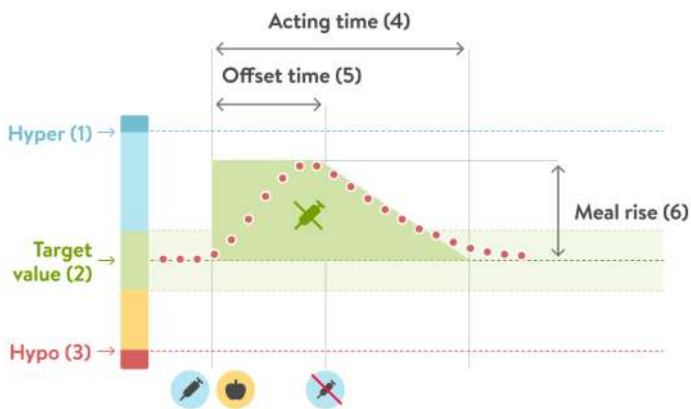 Acting time (4)
Offset time (5)
Hyper (1)
Meal rise (6)
Target
value (2)
Hypo (3)